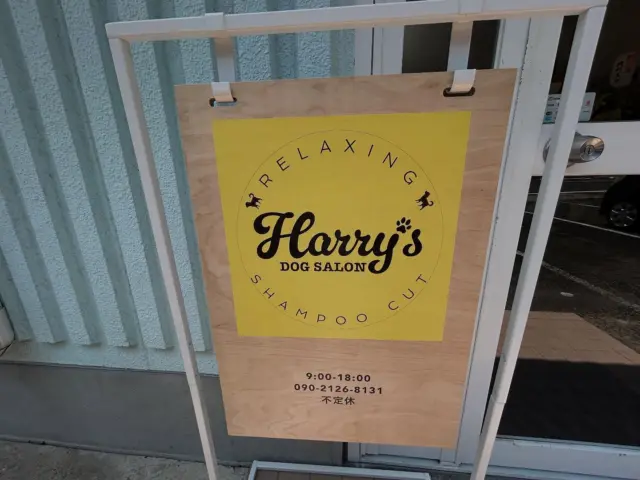 RELAXING
Harry's
DOG SALON
SHAMPOO CUT
9:00-18:00
090-2126-8131
不定休